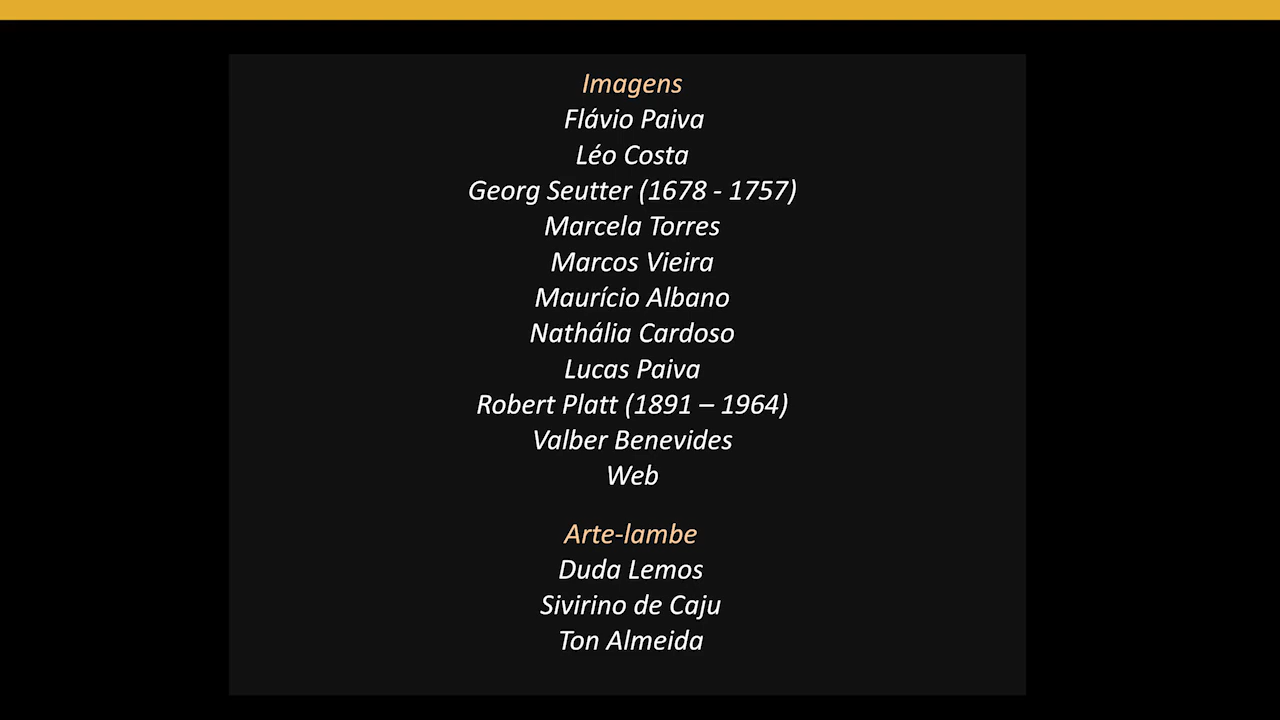 Imagens
Flávio Paiva
Léo Costa
Georg Seutter (1678 - 1757)
Marcela Torres
Marcos Vieira
Maurício Albano
Nathália Cardoso
Lucas Paiva
Robert Platt (1891 – 1964)
Valber Benevides
Web
Arte-lambe
Duda Lemos
Sivirino de Caju
Ton Almeida